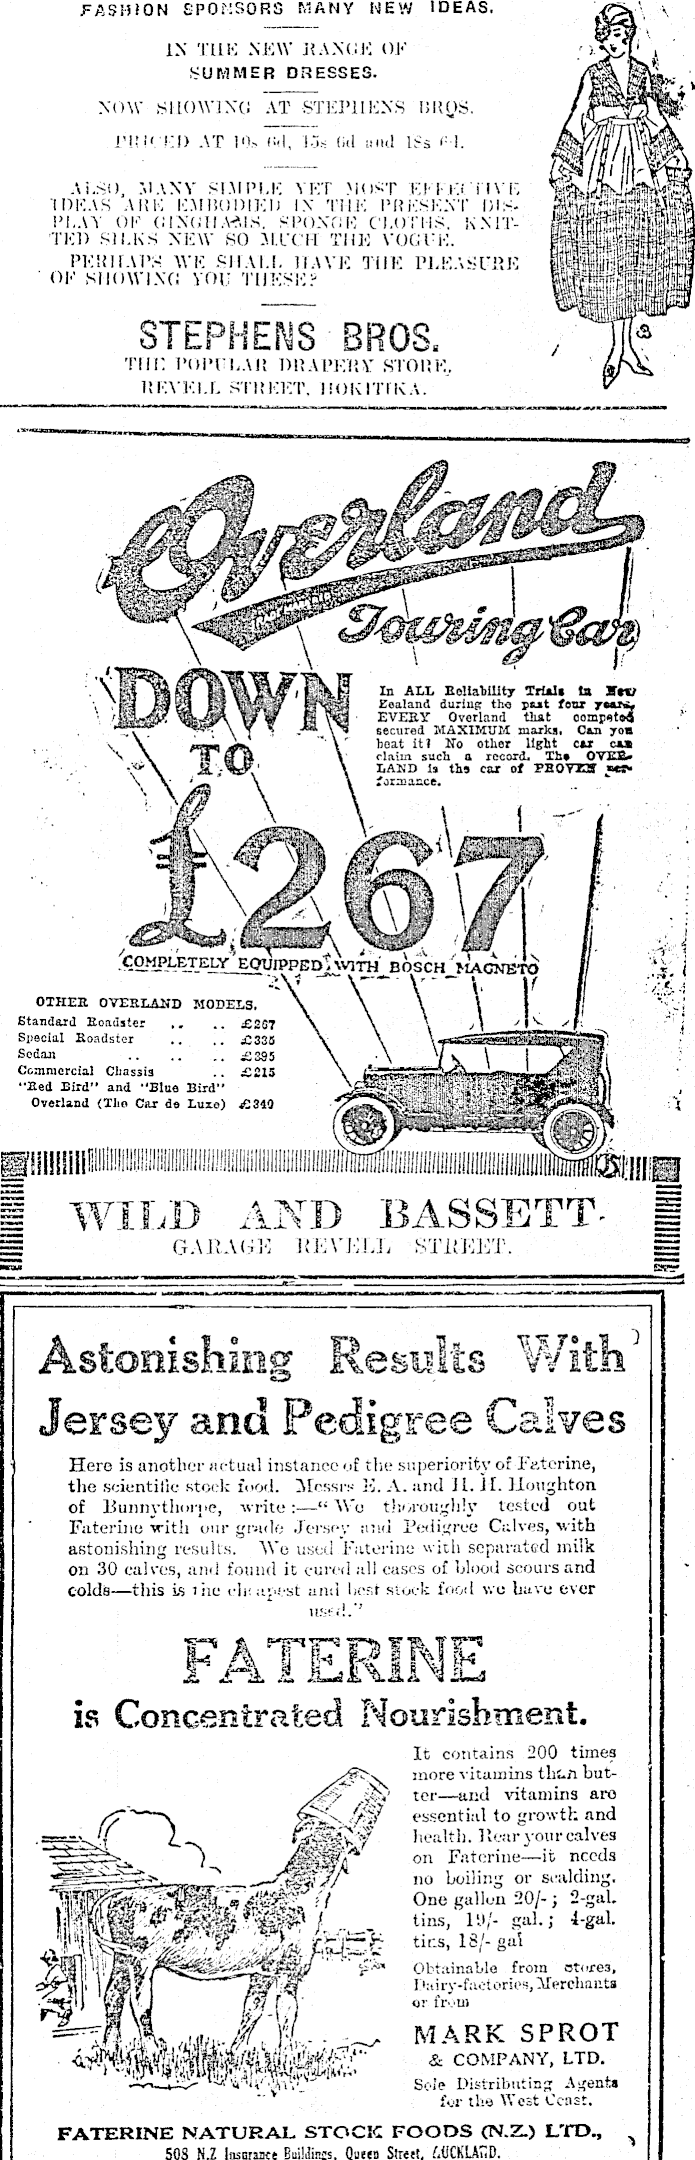 FASHION SPONSORS MANY NEW IDEAS.
IN THE NEW RANGE OF
SUMMER DRESSES.
NOW SHOWING AT STEPHENS BROS.
PRICED AT 10s 6d, 15s 6d and 18s 6d.
ALSO, MANY SIMPLE YET MOST EFFECTIVE
IDEAS ARE EMBODIED IN THE PRESENT DIS-
PLAY OF GINGHAMS, SPONGE CLOTHS, KNIT-
TED SILKS NEW SO MUCH THE VOGUE.
PERHAPS WE SHALL HAVE THE PLEASURE
OF SHOWING YOU THESE?
STEPHENS BROS.
THE POPULAR DRAPERY STORE,
REVELL STREET, HOKITIKA.
Overland
Touring Car
DOWN
TO
£267
In ALL Reliability Trials in New
Zealand during the past four years,
EVERY Overland that competed
secured MAXIMUM marks. Can you
beat it? No other light car can
claim such a record. The OVER-
LAND is the car of PROVEN per-
formance.
COMPLETELY EQUIPPED WITH BOSCH MAGNETO
OTHER OVERLAND MODELS.
Standard Roadster .. .. £267
Special Roadster .. .. £335
Sedan .. .. .. £395
Commercial Chassis .. £215
"Red Bird" and "Blue Bird"
Overland (The Car de Luxe) £340
WILD AND BASSETT.
GARAGE REVELL STREET.
Astonishing Results With
Jersey and Pedigree Calves
Here is another actual instance of the superiority of Faterine,
the scientific stock food. Messrs E. A. and H. H. Houghton
of Bunnythorpe, write:—"We thoroughly tested out
Faterine with our grade Jersey and Pedigree Calves, with
astonishing results. We used Faterine with separated milk
on 30 calves, and found it cured all cases of blood scours and
colds—this is the cheapest and best stock food we have ever
used."
FATERINE
is Concentrated Nourishment.
It contains 200 times
more vitamins than but-
ter—and vitamins are
essential to growth and
health. Rear your calves
on Faterine—it needs
no boiling or scalding.
One gallon 20/-; 2-gal.
tins, 19/- gal.; 4-gal.
tins, 18/- gal
Obtainable from stores,
Dairy-factories, Merchants
or from
MARK SPROT
& COMPANY, LTD.
Sole Distributing Agents
for the West Coast.
FATERINE NATURAL STOCK FOODS (N.Z.) LTD.,
508 N.Z Insurance Buildings, Queen Street, AUCKLAND.